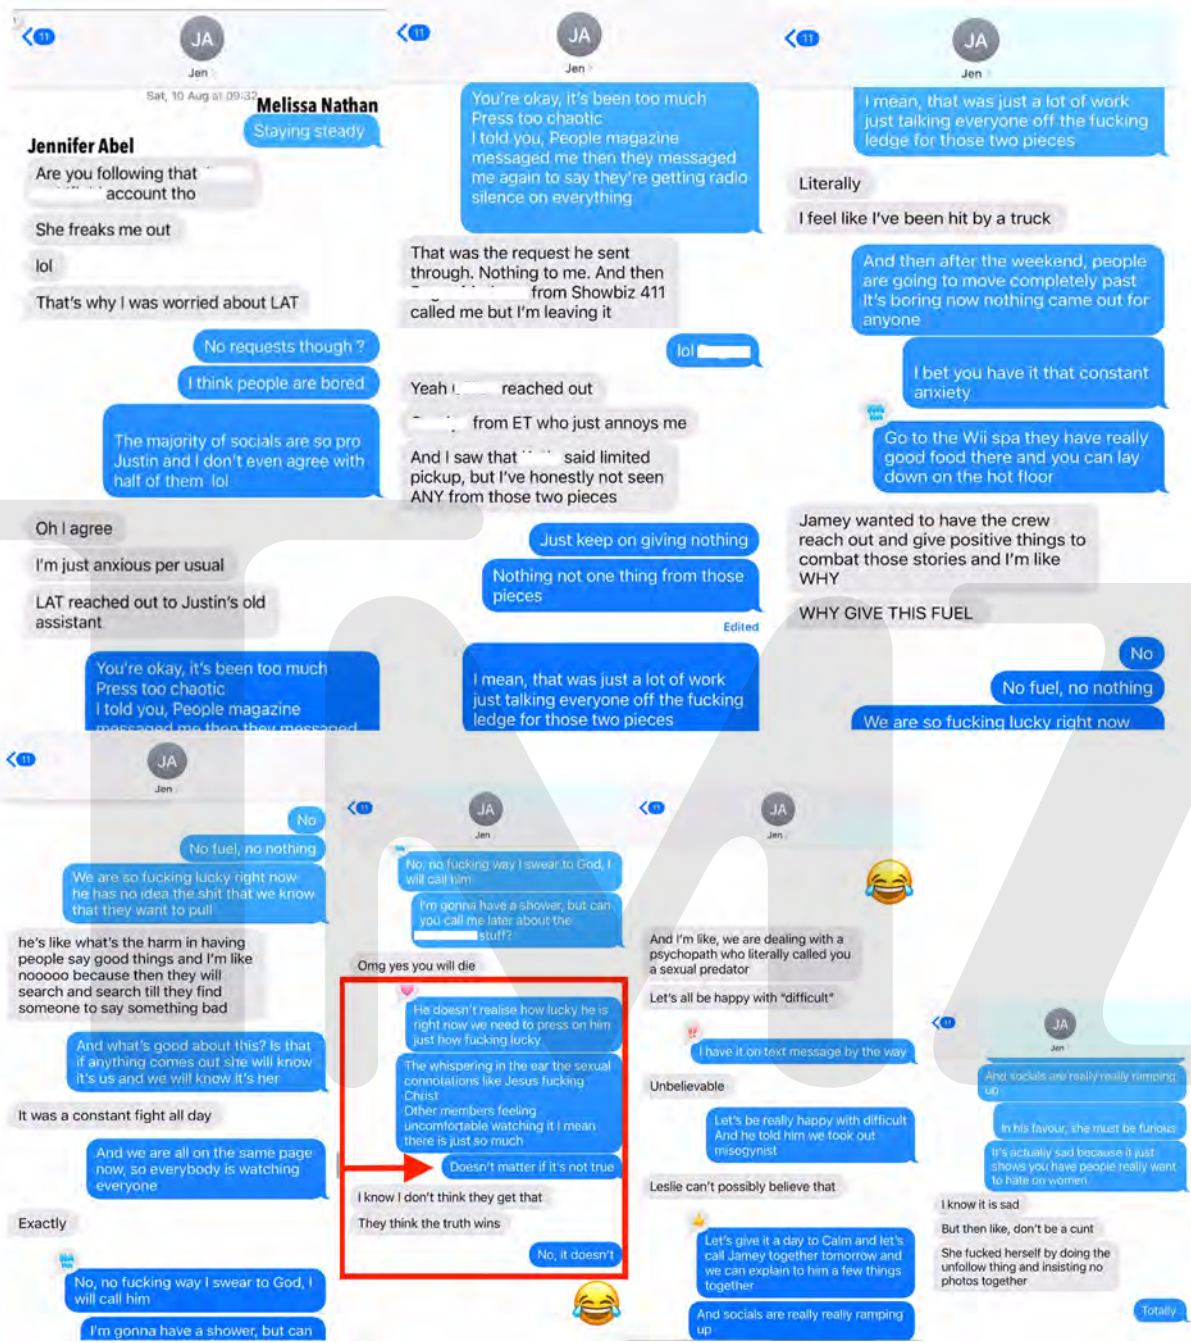 11
JA
Jen
Sat, 10 Aug at 09:32
Melissa Nathan
Staying steady
Jennifer Abel
Are you following that
account tho
She freaks me out
lol
That's why I was worried about LAT
No requests though ?
I think people are bored
The majority of socials are so pro
Justin and I don't even agree with
half of them lol
Oh I agree
I'm just anxious per usual
LAT reached out to Justin's old
assistant
You're okay, it's been too much
Press too chaotic
I told you, People magazine
messaged me then they messaged
11
JA
Jen
You're okay, it's been too much
Press too chaotic
I told you, People magazine
messaged me then they messaged
me again to say they're getting radio
silence on everything
That was the request he sent
through. Nothing to me. And then
from Showbiz 411
called me but I'm leaving it
lol
Yeah
reached out
from ET who just annoys me
And I saw that
said limited
pickup, but I've honestly not seen
ANY from those two pieces
Just keep on giving nothing
Nothing not one thing from those
pieces
Edited
I mean, that was just a lot of work
just talking everyone off the fucking
ledge for those two pieces
11
JA
Jen
I mean, that was just a lot of work
just talking everyone off the fucking
ledge for those two pieces
Literally
I feel like I've been hit by a truck
And then after the weekend, people
are going to move completely past
It's boring now nothing came out for
anyone
I bet you have it that constant
anxiety
HA HA
Go to the Wii spa they have really
good food there and you can lay
down on the hot floor
Jamey wanted to have the crew
reach out and give positive things to
combat those stories and I'm like
WHY
WHY GIVE THIS FUEL
No
No fuel, no nothing
We are so fucking lucky right now
11
JA
Jen
No
No fuel, no nothing
We are so fucking lucky right now
he has no idea the shit that we know
that they want to pull
he's like what's the harm in having
people say good things and I'm like
nooooo because then they will
search and search till they find
someone to say something bad
And what's good about this? Is that
if anything comes out she will know
it's us and we will know it's her
It was a constant fight all day
And we are all on the same page
now, so everybody is watching
everyone
Exactly
HA HA
No, no fucking way I swear to God, I
will call him
I'm gonna have a shower, but can
11
JA
Jen
No, no fucking way I swear to God, I
will call him
I'm gonna have a shower, but can
you call me later about the
stuff?
Omg yes you will die
He doesn't realise how lucky he is
right now we need to press on him
just how fucking lucky
The whispering in the ear the sexual
connotations like Jesus fucking
Christ
Other members feeling
uncomfortable watching it I mean
there is just so much
Doesn't matter if it's not true
I know I don't think they get that
They think the truth wins
No, it doesn't
11
JA
Jen
And I'm like, we are dealing with a
psychopath who literally called you
a sexual predator
Let's all be happy with "difficult"
!!
I have it on text message by the way
Unbelievable
Let's be really happy with difficult
And he told him we took out
misogynist
Leslie can't possibly believe that
Let's give it a day to Calm and let's
call Jamey together tomorrow and
we can explain to him a few things
together
And socials are really really ramping
up
11
JA
Jen
And socials are really really ramping
up
In his favour, she must be furious
It's actually sad because it just
shows you have people really want
to hate on women
I know it is sad
But then like, don't be a cunt
She fucked herself by doing the
unfollow thing and insisting no
photos together
Totally
TMZ